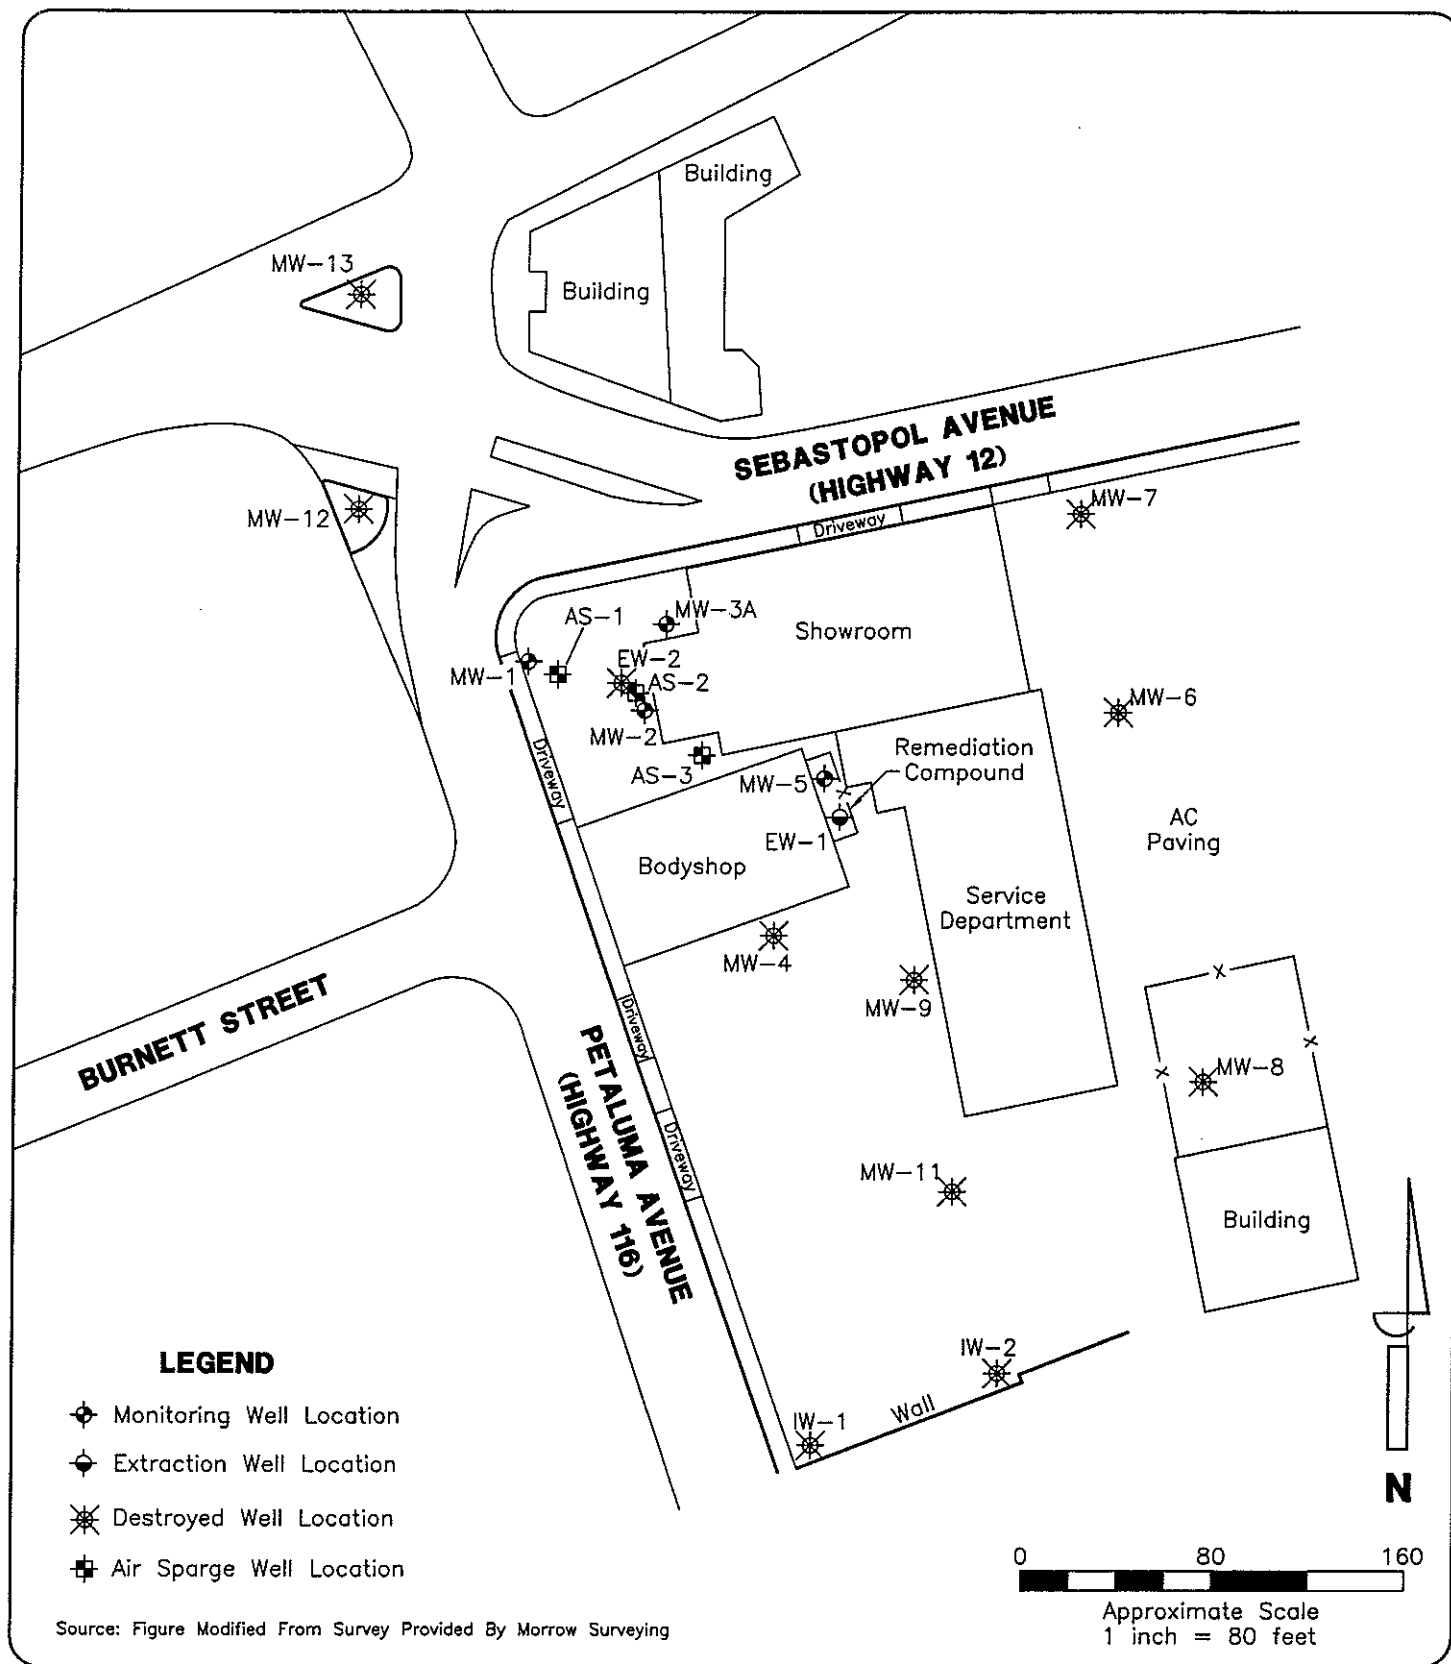 Building
MW-13
Building
SEBASTOPOL AVENUE
(HIGHWAY 12)
MW-7
MW-12
Driveway
AS-1
MW-3A
Showroom
EW-2
MW-1
AS-2
MW-6
MW-2
Driveway
Remediation
Compound
AS-3
MW-5
AC
Paving
EW-1
Bodyshop
Service
Department
MW-4
MW-9
BURNETT STREET
Driveway
PETALUMA AVENUE
(HIGHWAY 116)
MW-8
Driveway
MW-11
Building
IW-2
LEGEND
Wall
IW-1
Monitoring Well Location
Extraction Well Location
N
Destroyed Well Location
Air Sparge Well Location
0 80 160
Approximate Scale
1 inch = 80 feet
Source: Figure Modified From Survey Provided By Morrow Surveying